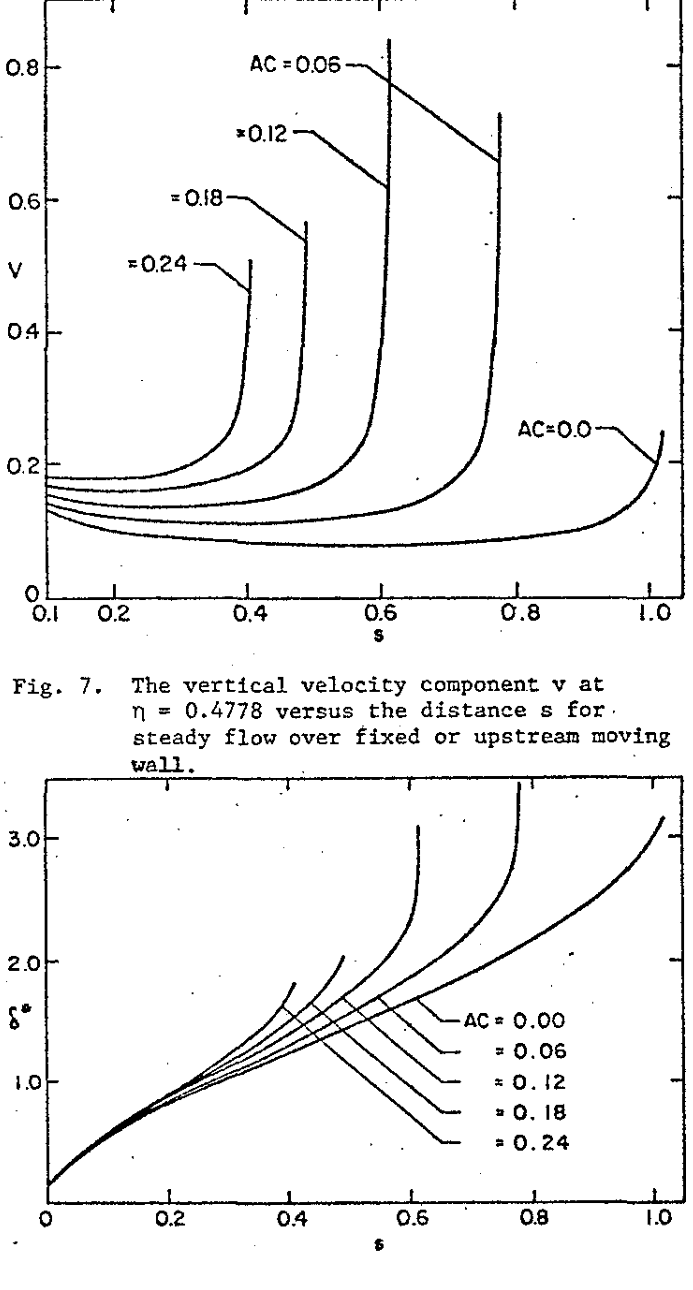 0.8
AC = 0.06
= 0.12
0.6
= 0.18
V
= 0.24
0.4
AC = 0.0
0.2
0
0.1 0.2 0.4 0.6 0.8 1.0
s
Fig. 7. The vertical velocity component v at
η = 0.4778 versus the distance s for
steady flow over fixed or upstream moving
wall.
3.0
2.0
δ*
AC = 0.00
= 0.06
1.0
= 0.12
= 0.18
= 0.24
0 0.2 0.4 0.6 0.8 1.0
s